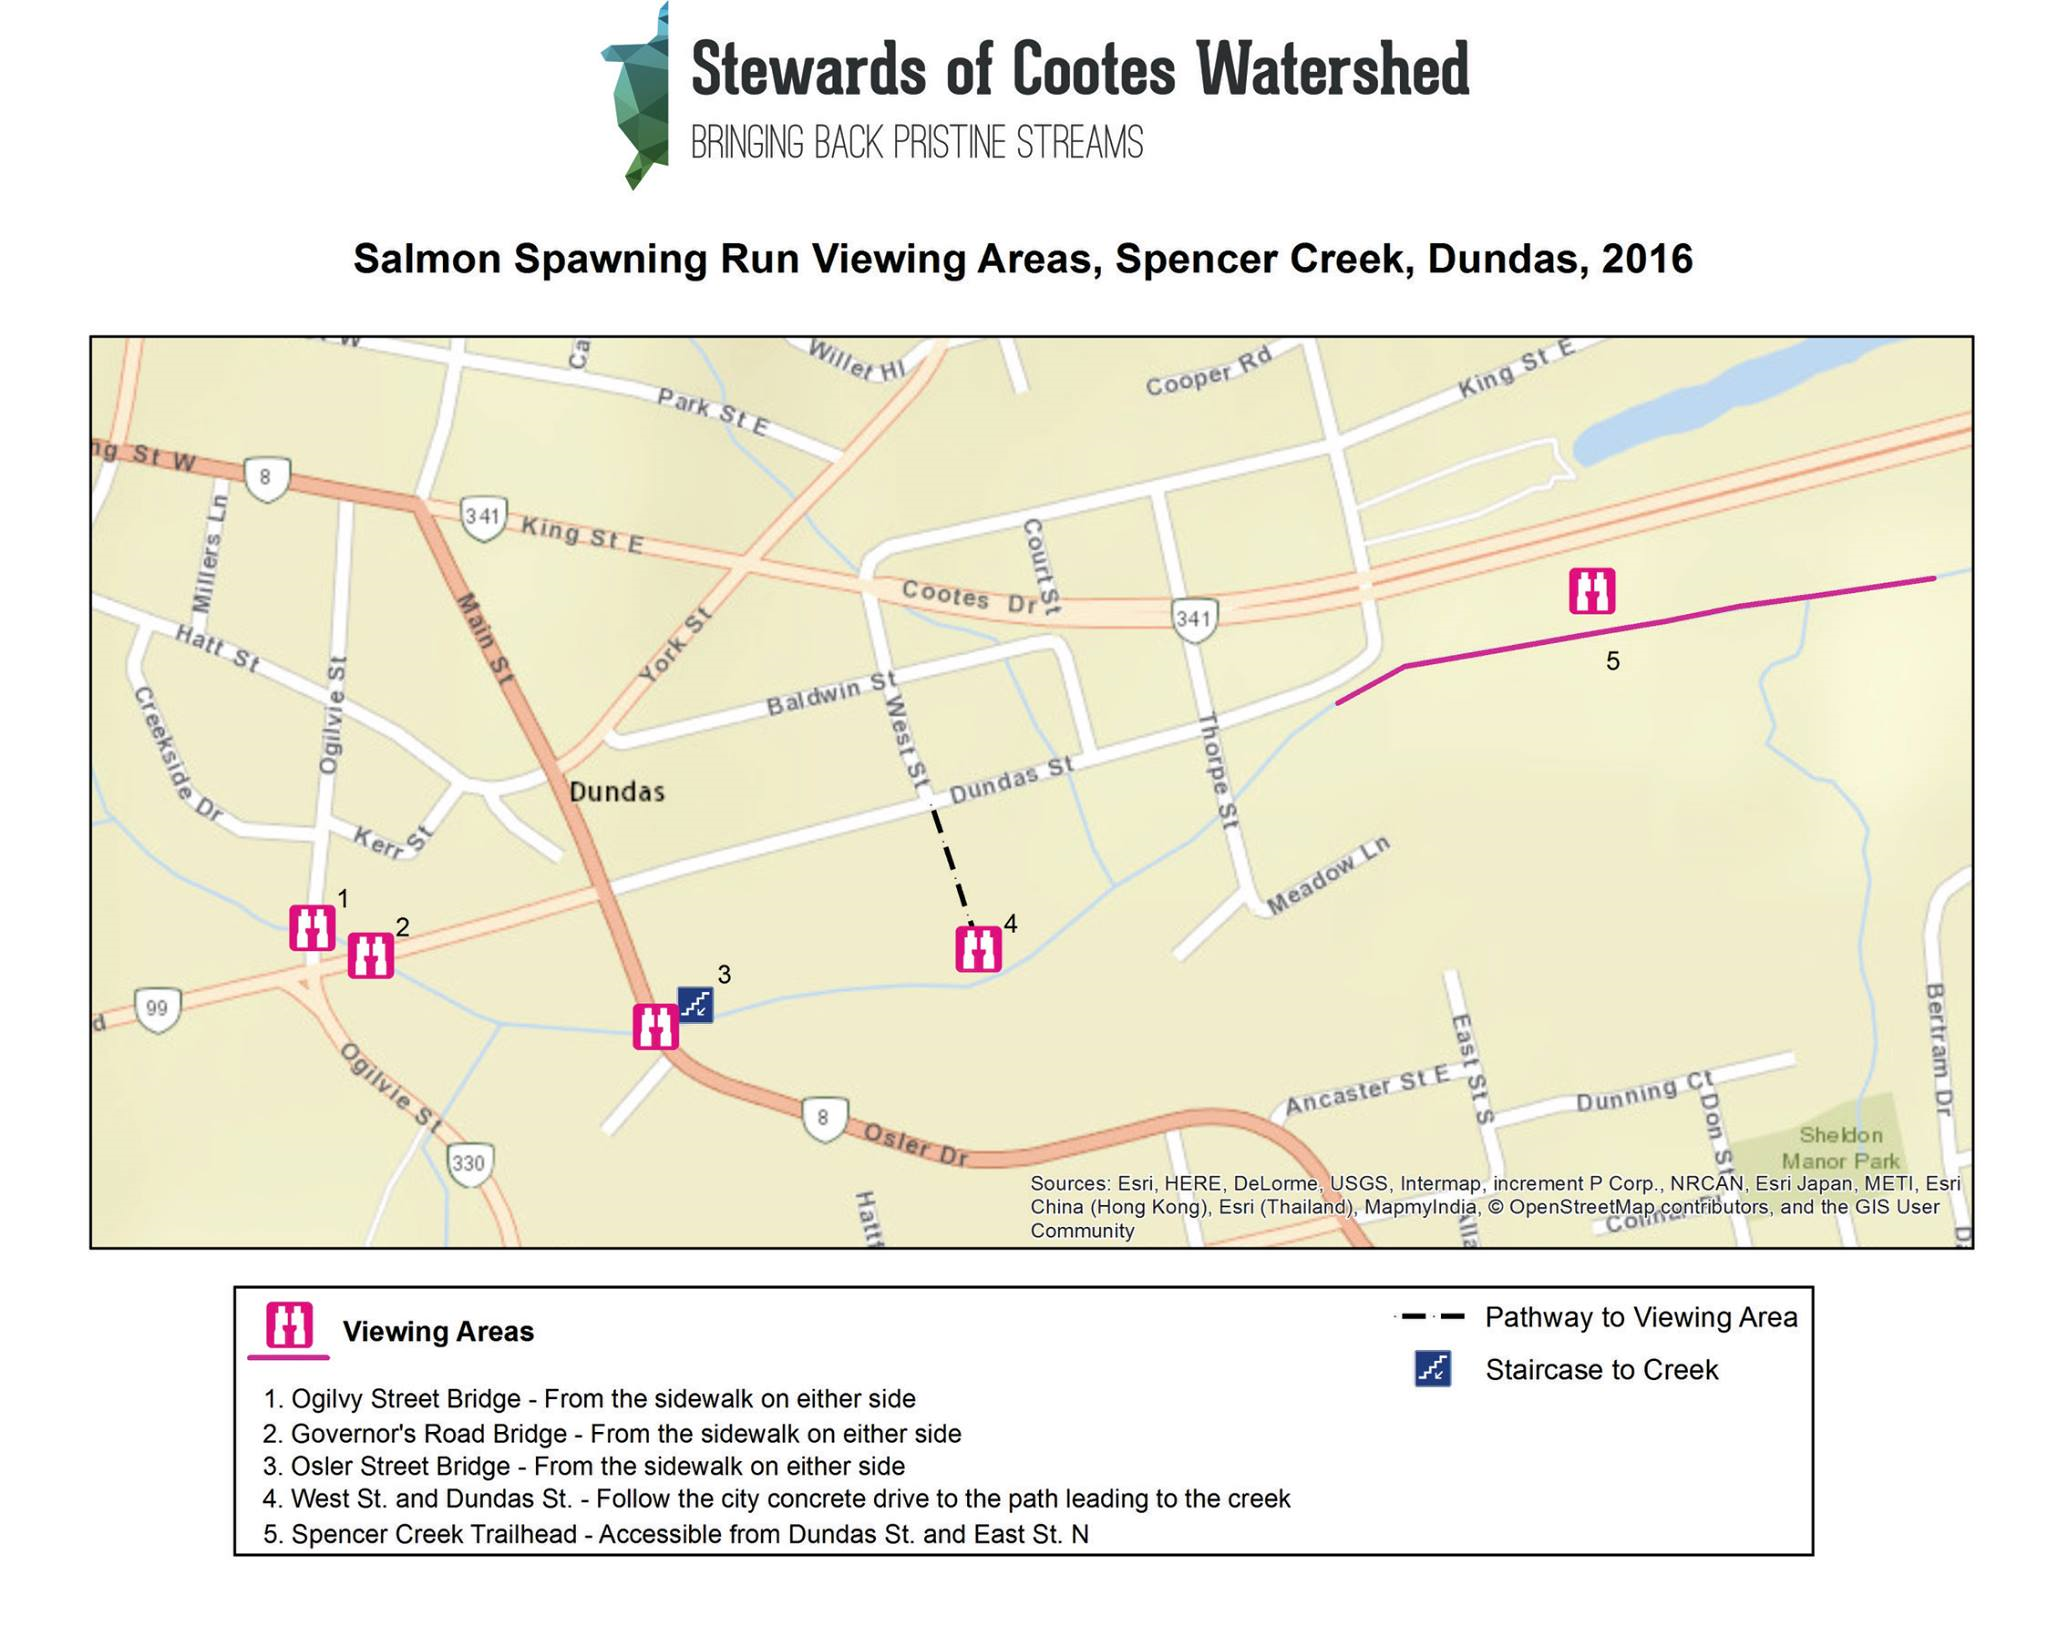 Stewards of Cootes Watershed
BRINGING BACK PRISTINE STREAMS
Salmon Spawning Run Viewing Areas, Spencer Creek, Dundas, 2016
Willet Hl
Cooper Rd
King St E
Park St E
St W
8
341
King St E
Millers Ln
Court St
Cootes Dr
341
Main St
York St
Hatt St
Ogilvie St
Baldwin St
West St
Creekside Dr
Thorpe St
Dundas St
Dundas
Kerr St
Meadow Ln
1
2
3
4
5
99
Ogilvie St
330
8
Osler Dr
East St S
Ancaster St E
Dunning Ct
Don St
Bertram Dr
Sheldon
Manor Park
Sources: Esri, HERE, DeLorme, USGS, Intermap, increment P Corp., NRCAN, Esri Japan, METI, Esri
China (Hong Kong), Esri (Thailand), MapmyIndia, © OpenStreetMap contributors, and the GIS User
Community
Viewing Areas
Pathway to Viewing Area
Staircase to Creek
1. Ogilvy Street Bridge - From the sidewalk on either side
2. Governor's Road Bridge - From the sidewalk on either side
3. Osler Street Bridge - From the sidewalk on either side
4. West St. and Dundas St. - Follow the city concrete drive to the path leading to the creek
5. Spencer Creek Trailhead - Accessible from Dundas St. and East St. N